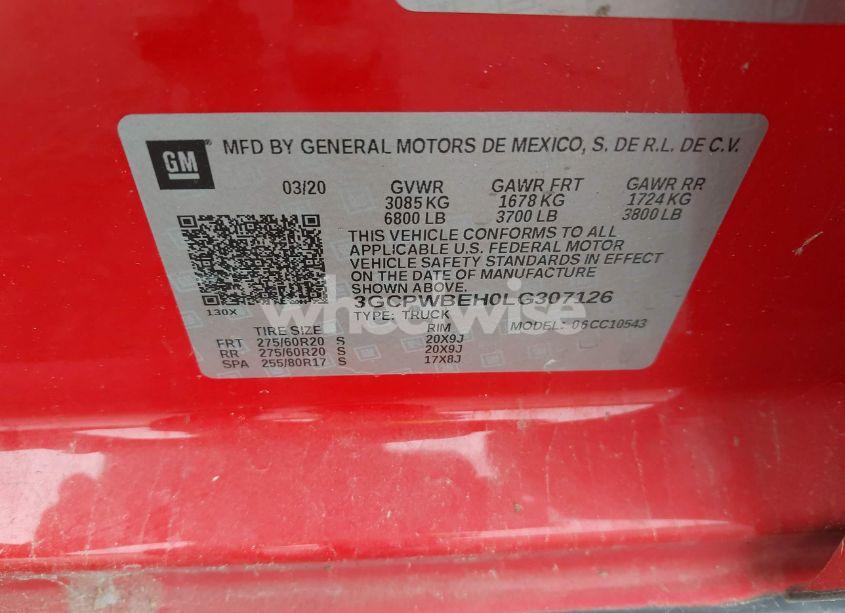 GM
MFD BY GENERAL MOTORS DE MEXICO, S. DE R.L. DE C.V.
03/20 GVWR GAWR FRT GAWR RR
3085 KG 1678 KG 1724 KG
6800 LB 3700 LB 3800 LB
THIS VEHICLE CONFORMS TO ALL
APPLICABLE U.S. FEDERAL MOTOR
VEHICLE SAFETY STANDARDS IN EFFECT
ON THE DATE OF MANUFACTURE
SHOWN ABOVE.
130X 3GCPWBEH0LG307126
TYPE: TRUCK MODEL: 06CC10543
TIRE SIZE RIM
FRT 275/60R20 S 20X9J
RR 275/60R20 S 20X9J
SPA 255/80R17 S 17X8J
wheelwise